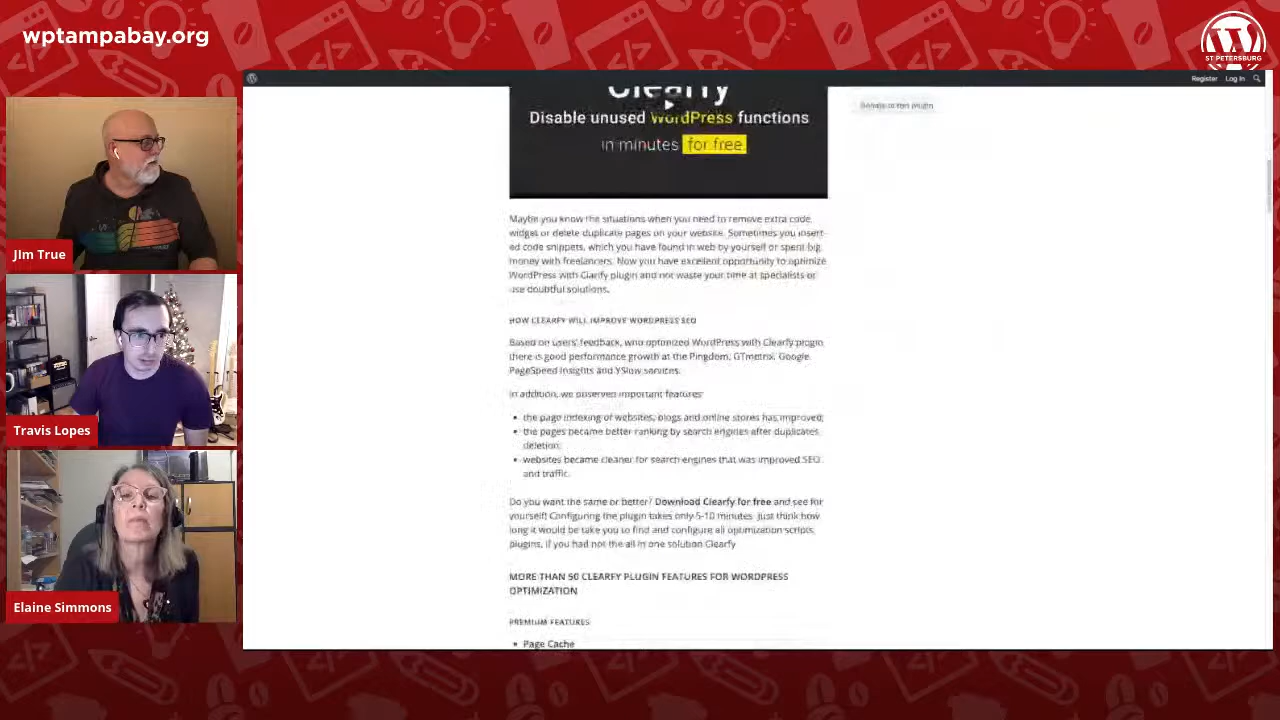 wptampabay.org
ST PETERSBURG
Register Log In
Clearfy
Disable unused WordPress functions
in minutes for free.
Donate to this plugin
Maybe you know the situations when you need to remove extra code,
widget or delete duplicate pages on your website. Sometimes you insert-
ed code snippets, which you have found in web by yourself or spent big
money with freelancers. Now you have excellent opportunity to optimize
WordPress with Clearfy plugin and not waste your time at specialists or
use doubtful solutions.
HOW CLEARFY WILL IMPROVE WORDPRESS SEO
Based on users' feedback, who optimized WordPress with Clearfy plugin
there is good performance growth at the Pingdom, GTmetrix, Google
PageSpeed Insights and YSlow services.
In addition, we observed important features
• the page indexing of websites, blogs and online stores has improved;
• the pages became better ranking by search engines after duplicates
deletion;
• websites became cleaner for search engines that was improved SEO
and traffic.
Do you want the same or better? Download Clearfy for free and see for
yourself! Configuring the plugin takes only 5-10 minutes just think how
long it would be take you to find and configure all optimization scripts
plugins, if you had not the all in one solution Clearfy
MORE THAN 50 CLEARFY PLUGIN FEATURES FOR WORDPRESS
OPTIMIZATION
PREMIUM FEATURES
• Page Cache
JIm True
Travis Lopes
Elaine Simmons